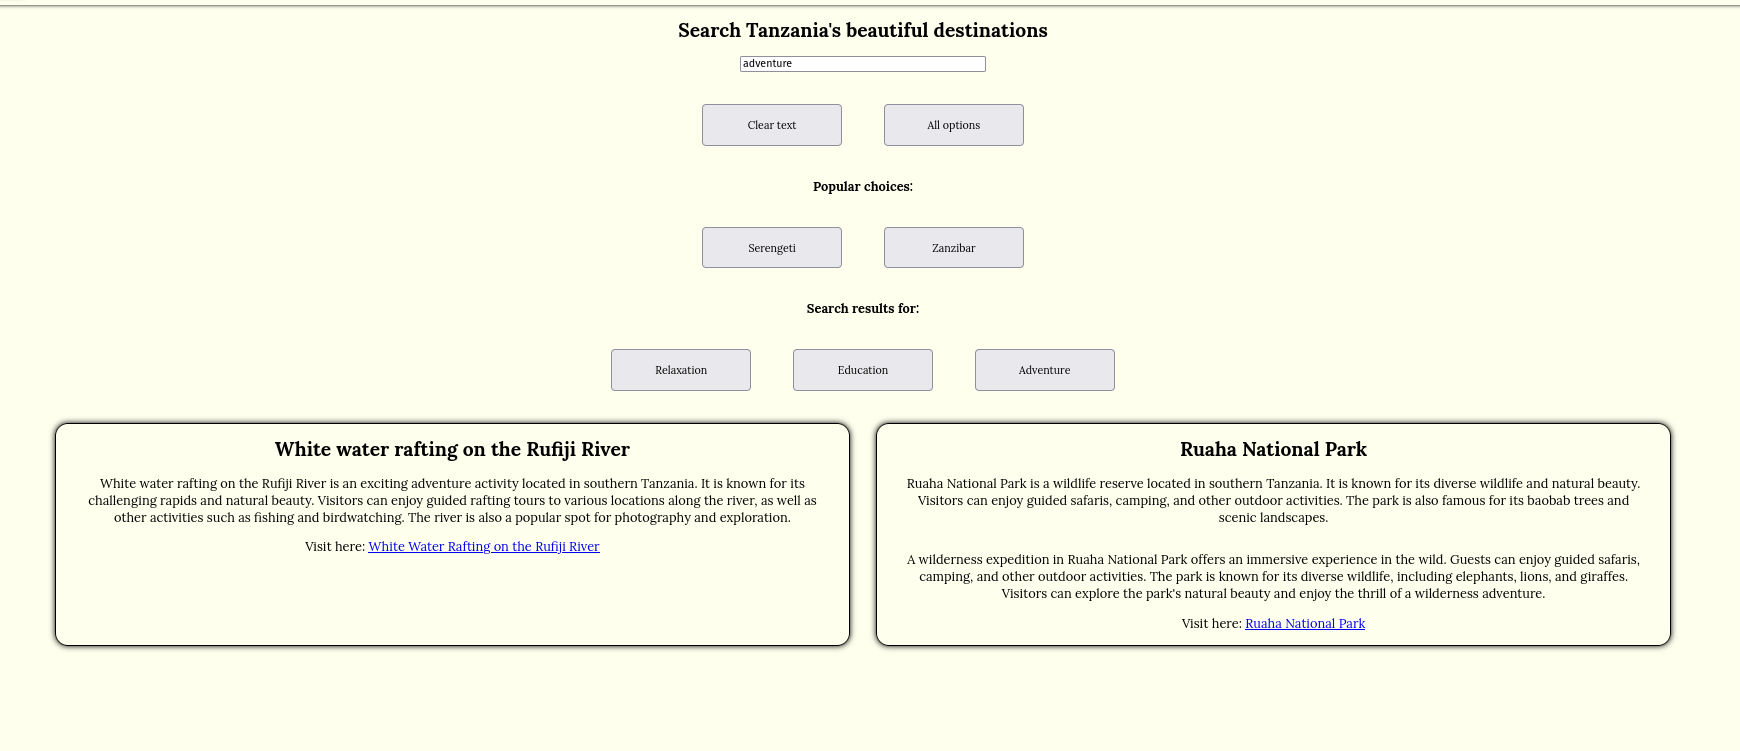 Search Tanzania's beautiful destinations
adventure
Clear text
All options
Popular choices:
Serengeti
Zanzibar
Search results for:
Relaxation
Education
Adventure
White water rafting on the Rufiji River
White water rafting on the Rufiji River is an exciting adventure activity located in southern Tanzania. It is known for its
challenging rapids and natural beauty. Visitors can enjoy guided rafting tours to various locations along the river, as well as
other activities such as fishing and birdwatching. The river is also a popular spot for photography and exploration.
Visit here: White Water Rafting on the Rufiji River
Ruaha National Park
Ruaha National Park is a wildlife reserve located in southern Tanzania. It is known for its diverse wildlife and natural beauty.
Visitors can enjoy guided safaris, camping, and other outdoor activities. The park is also famous for its baobab trees and
scenic landscapes.
A wilderness expedition in Ruaha National Park offers an immersive experience in the wild. Guests can enjoy guided safaris,
camping, and other outdoor activities. The park is known for its diverse wildlife, including elephants, lions, and giraffes.
Visitors can explore the park's natural beauty and enjoy the thrill of a wilderness adventure.
Visit here: Ruaha National Park